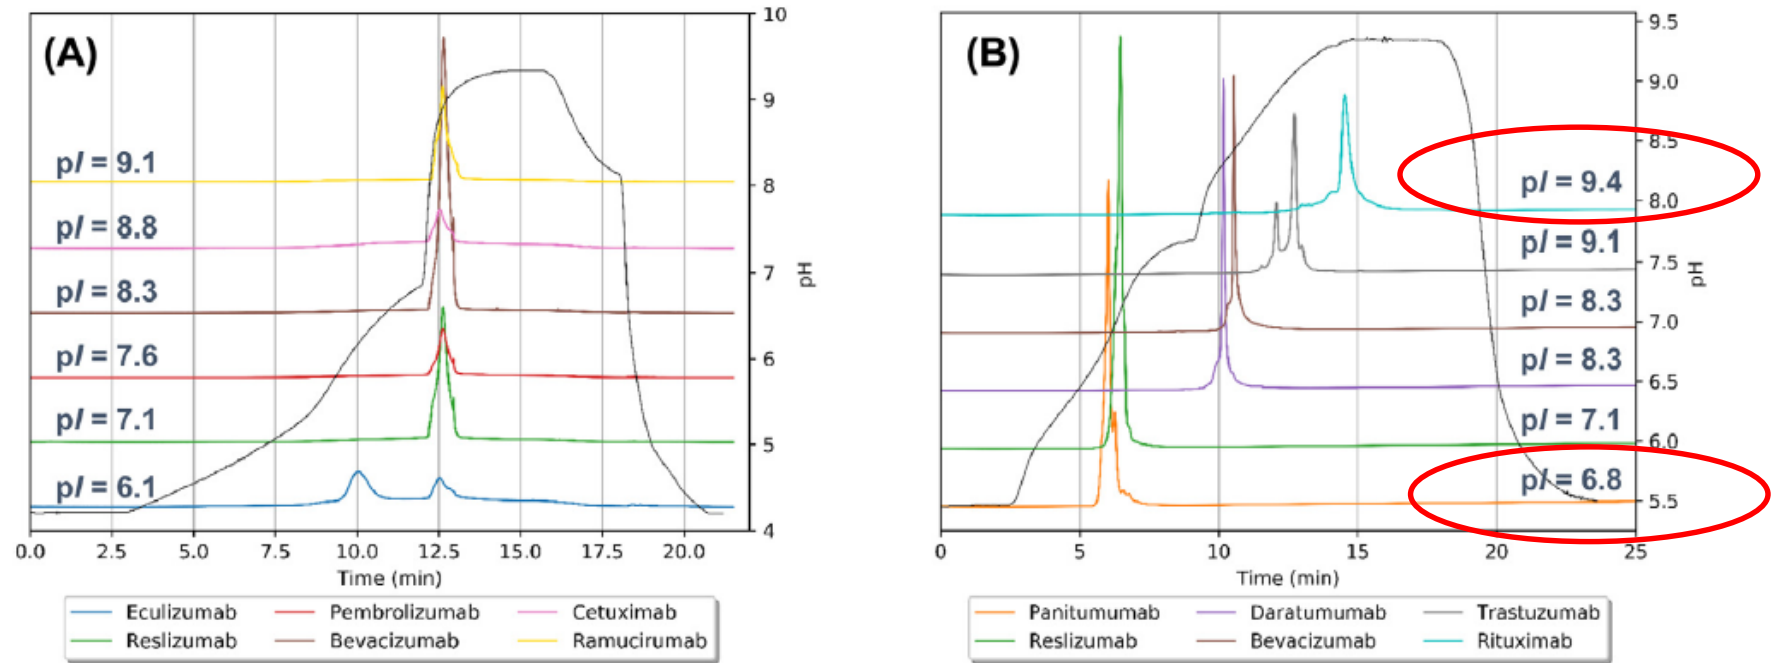 (A)
10
9
8
7
6
5
4
pH
pI = 9.1
pI = 8.8
pI = 8.3
pI = 7.6
pI = 7.1
pI = 6.1
0.0 2.5 5.0 7.5 10.0 12.5 15.0 17.5 20.0
Time (min)
Eculizumab Pembrolizumab Cetuximab
Reslizumab Bevacizumab Ramucirumab
(B)
9.5
9.0
8.5
8.0
7.5
7.0
6.5
6.0
5.5
pH
pI = 9.4
pI = 9.1
pI = 8.3
pI = 8.3
pI = 7.1
pI = 6.8
0 5 10 15 20 25
Time (min)
Panitumumab Daratumumab Trastuzumab
Reslizumab Bevacizumab Rituximab